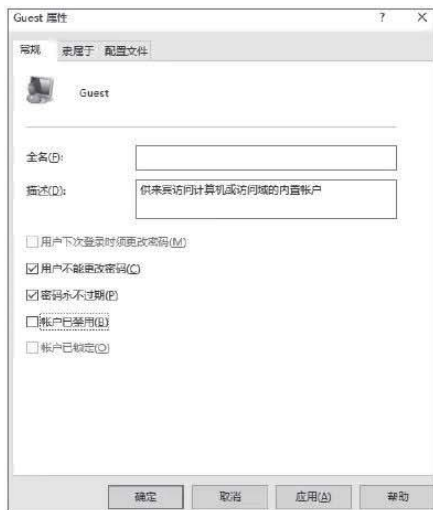 Guest 属性 ? ×
常规 隶属于 配置文件
Guest
全名(F):
描述(D): 供来宾访问计算机或访问域的内置帐户
用户下次登录时须更改密码(M)
用户不能更改密码(C)
密码永不过期(P)
帐户已禁用(B)
帐户已锁定(O)
确定 取消 应用(A) 帮助